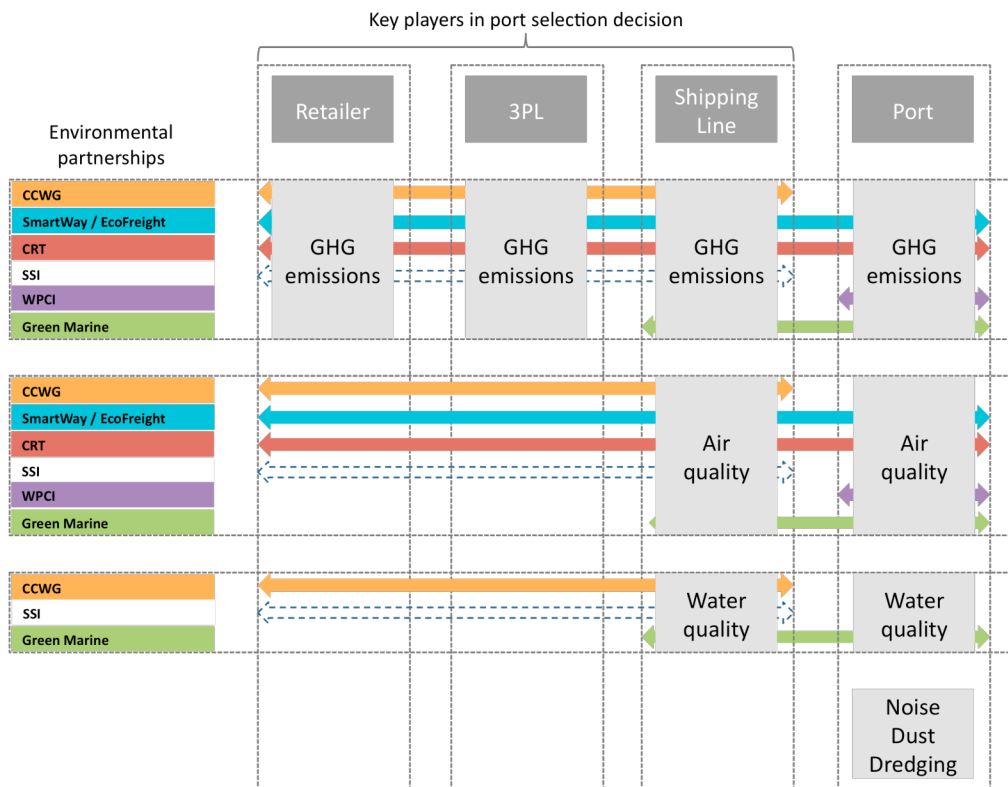 Key players in port selection decision
Retailer
3PL
Shipping
Line
Port
Environmental
partnerships
CCWG
SmartWay / EcoFreight
CRT
SSI
WPCI
Green Marine
GHG
emissions
GHG
emissions
GHG
emissions
GHG
emissions
CCWG
SmartWay / EcoFreight
CRT
SSI
WPCI
Green Marine
Air
quality
Air
quality
CCWG
SSI
Green Marine
Water
quality
Water
quality
Noise
Dust
Dredging